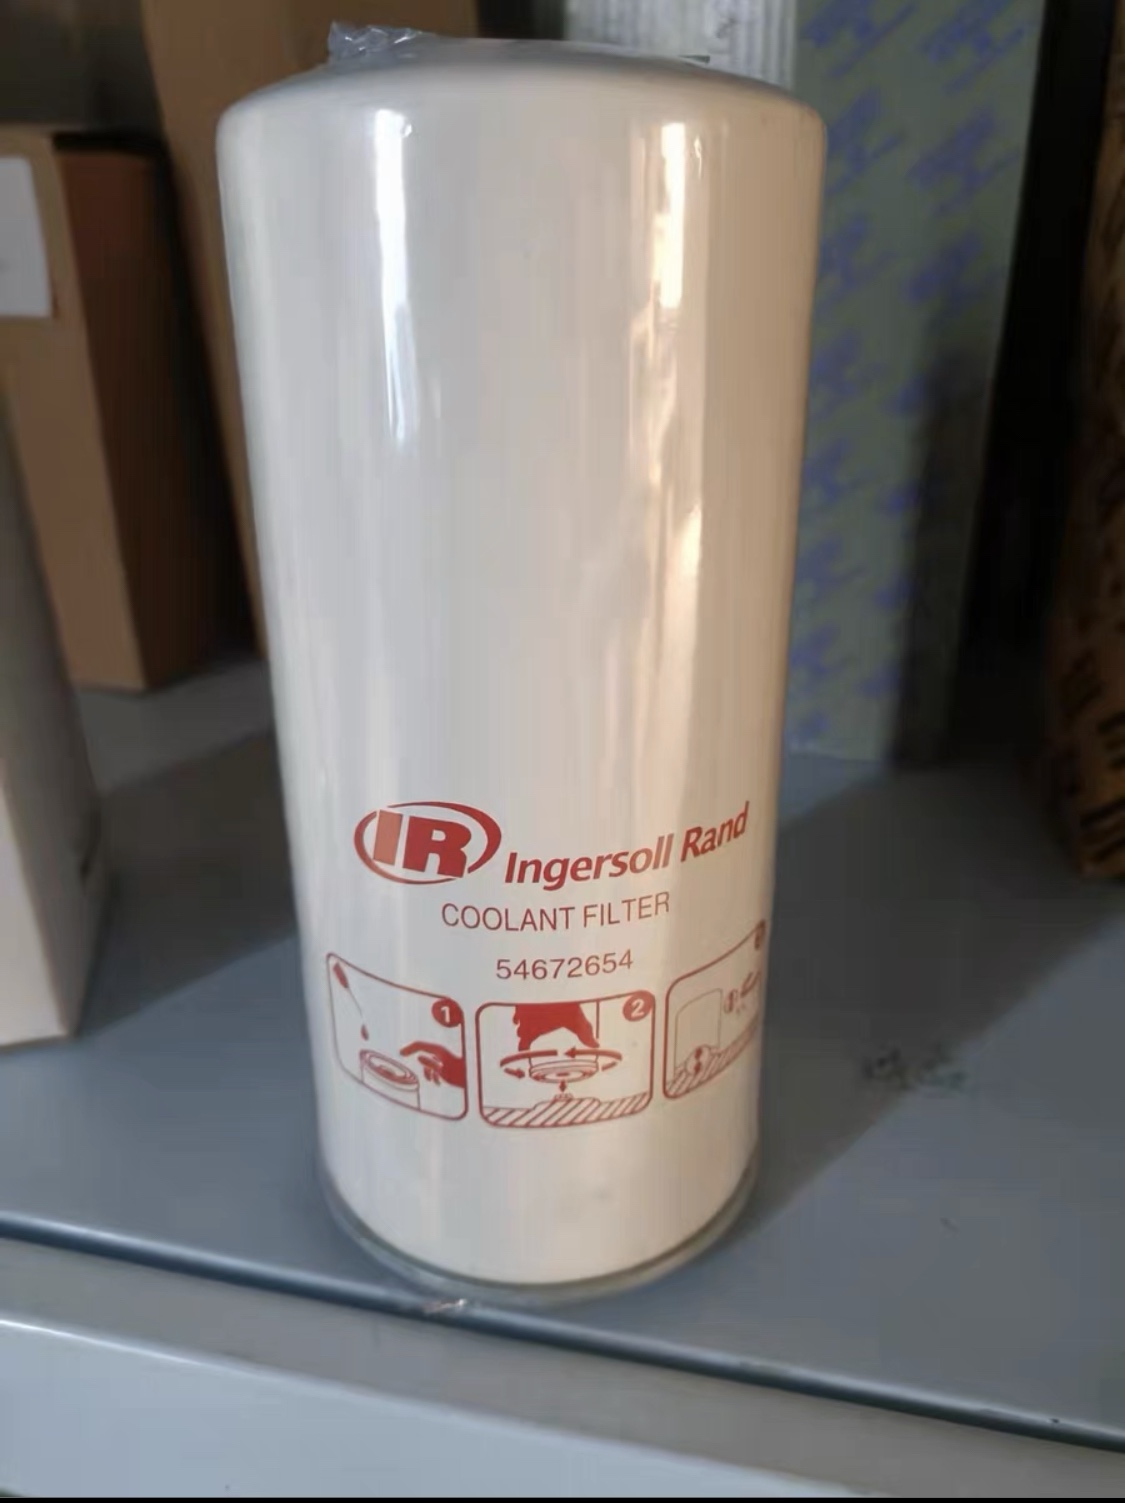 IR Ingersoll Rand
COOLANT FILTER
54672654
1
2